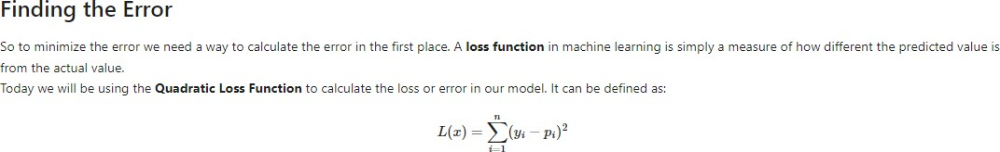 Finding the Error
So to minimize the error we need a way to calculate the error in the first place. A loss function in machine learning is simply a measure of how different the predicted value is
from the actual value.
Today we will be using the Quadratic Loss Function to calculate the loss or error in our model. It can be defined as:
L(x) = ∑_{i=1}^{n} (y_i − p_i)^2